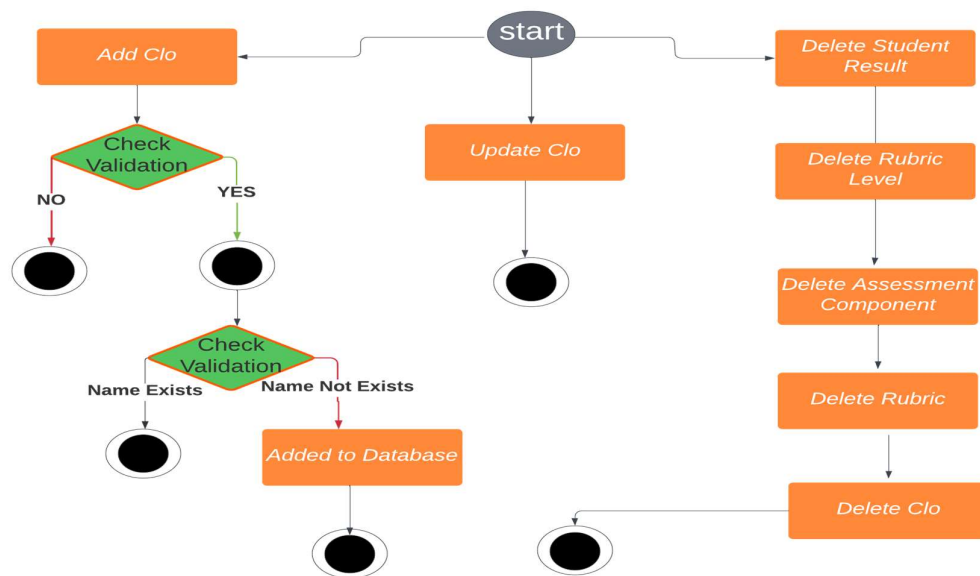 start
Add Clo
Delete Student
Result
Check
Validation
Update Clo
Delete Rubric
Level
NO
YES
Delete Assessment
Component
Check
Validation
Name Exists
Name Not Exists
Delete Rubric
Added to Database
Delete Clo